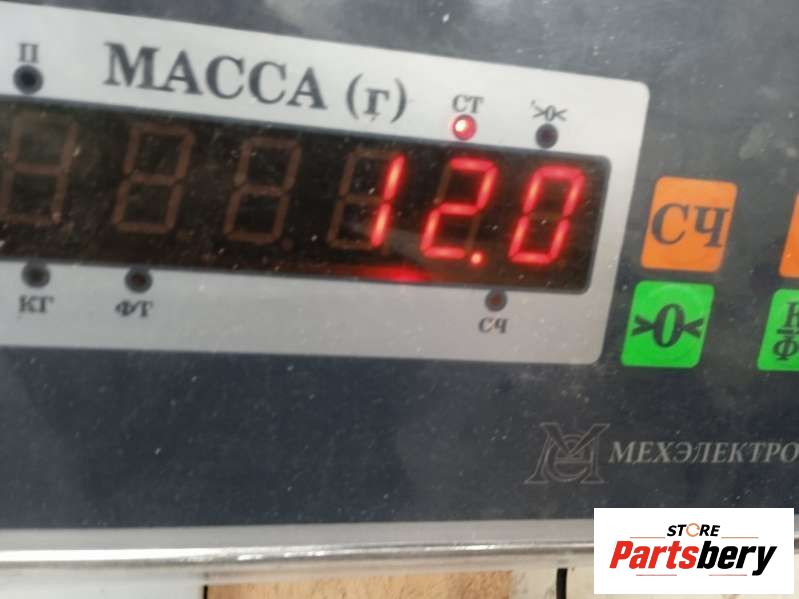 П
МАССА (г)
СТ
>0<
12.0
КГ
ФТ
СЧ
СЧ
>0<
К
Ф
МЕХЭЛЕКТРО
STORE
Partsbery